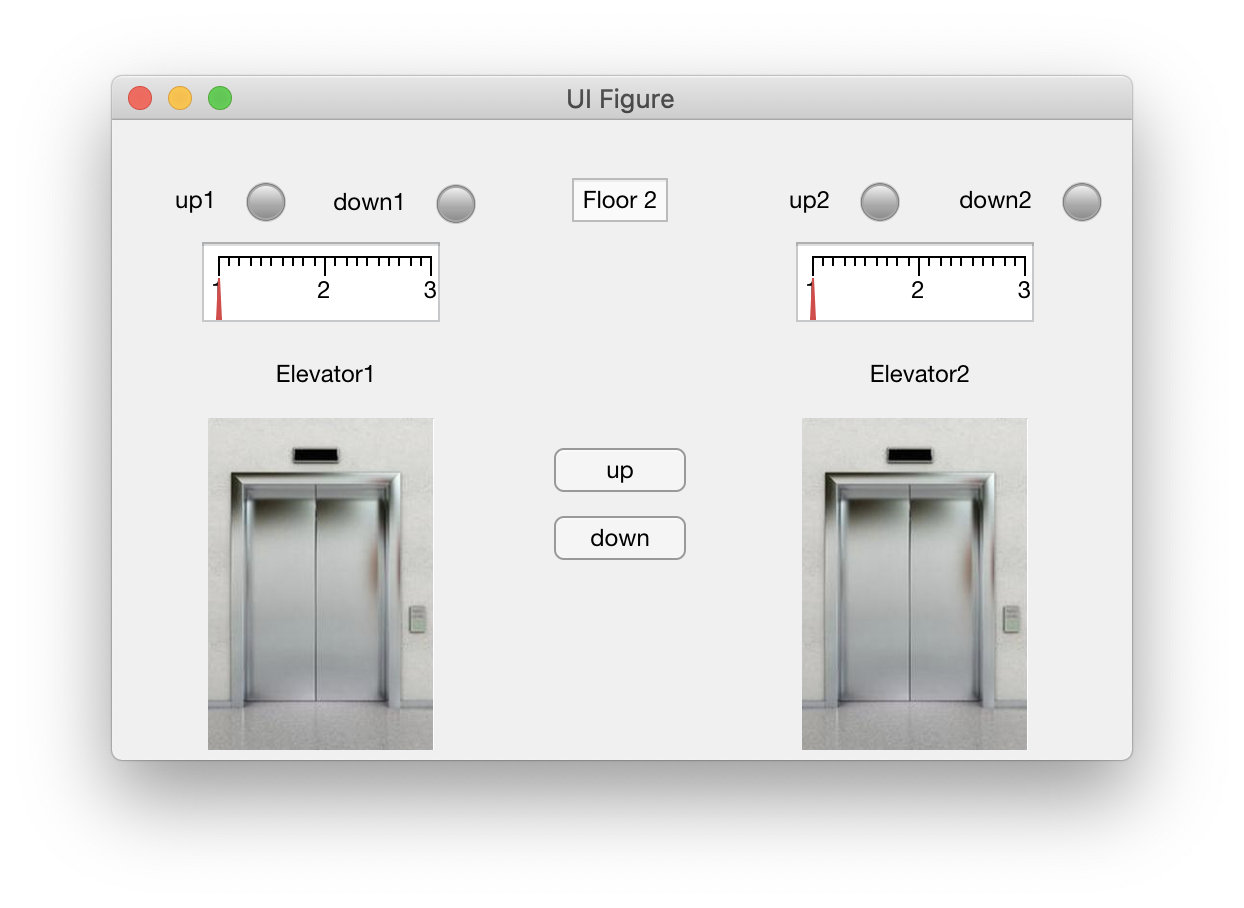 UI Figure
up1 down1 Floor 2 up2 down2
1 2 3 1 2 3
Elevator1 Elevator2
up
down